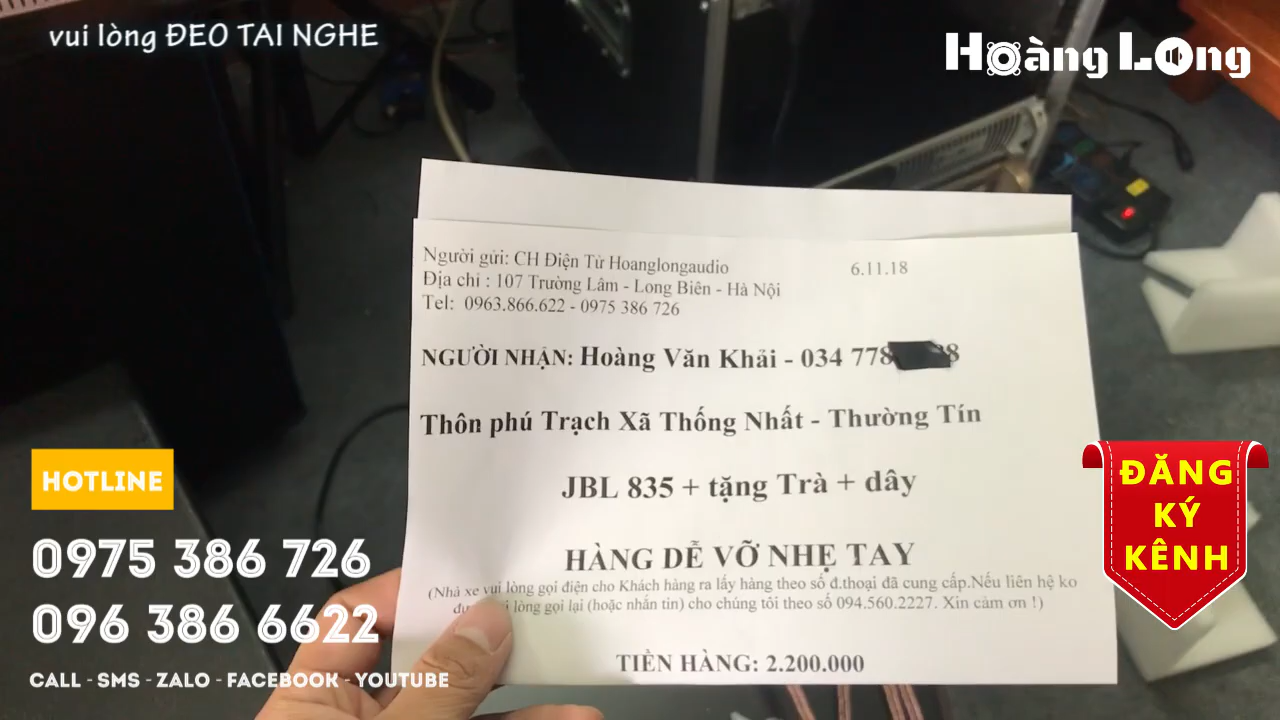 vui lòng ĐEO TAI NGHE
Hoàng Long
Người gửi: CH Điện Tử Hoanglongaudio
6.11.18
Địa chỉ : 107 Trường Lâm - Long Biên - Hà Nội
Tel: 0963.866.622 - 0975 386 726
NGƯỜI NHẬN: Hoàng Văn Khải - 034 778 38
Thôn phú Trạch Xã Thống Nhất - Thường Tín
JBL 835 + tặng Trà + dây
HÀNG DỄ VỠ NHẸ TAY
(Nhà xe vui lòng gọi điện cho Khách hàng ra lấy hàng theo số đ.thoại đã cung cấp.Nếu liên hệ ko
lòng gọi lại (hoặc nhắn tin) cho chúng tôi theo số 094.560.2227. Xin cảm ơn !)
TIỀN HÀNG: 2.200.000
HOTLINE
0975 386 726
096 386 6622
CALL - SMS - ZALO - FACEBOOK - YOUTUBE
ĐĂNG
KÝ
KÊNH